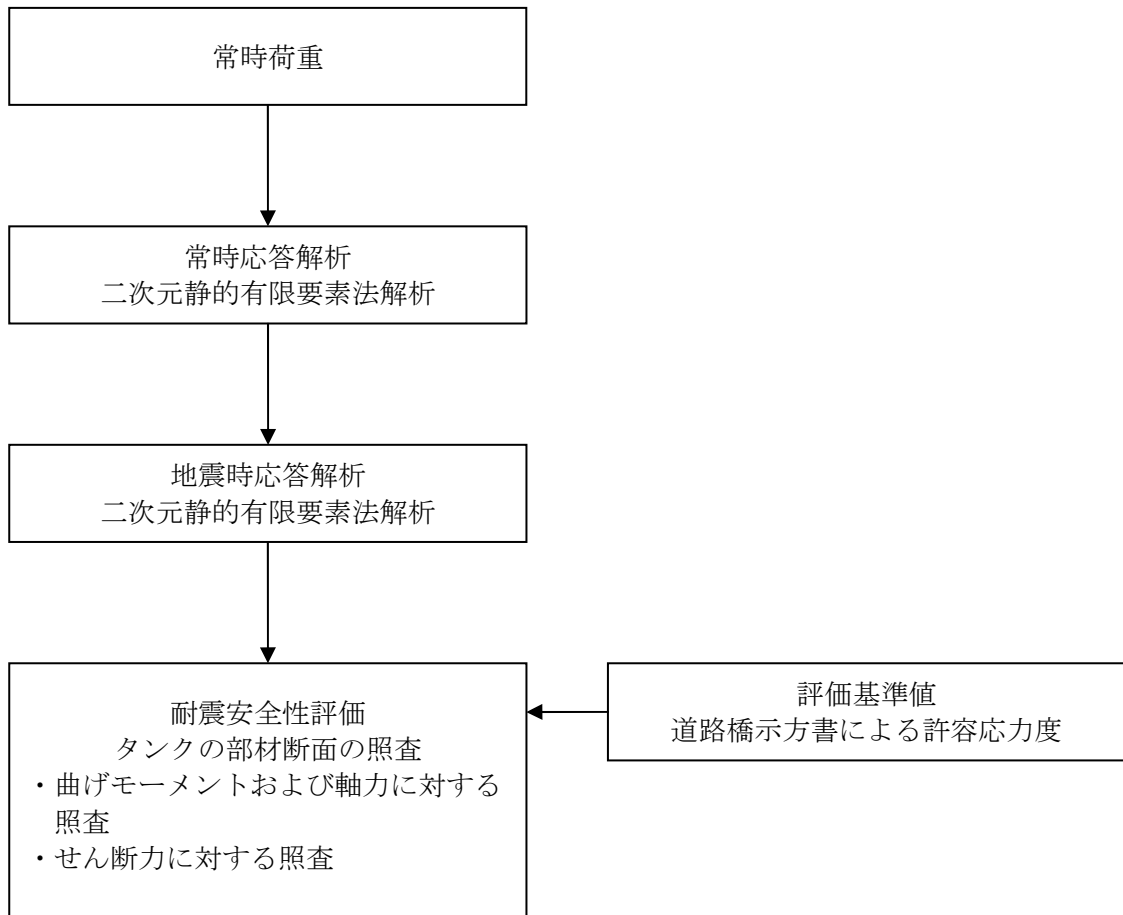 常時荷重
常時応答解析
二次元静的有限要素法解析
地震時応答解析
二次元静的有限要素法解析
耐震安全性評価
タンクの部材断面の照査
・曲げモーメントおよび軸力に対する
照査
・せん断力に対する照査
評価基準値
道路橋示方書による許容応力度